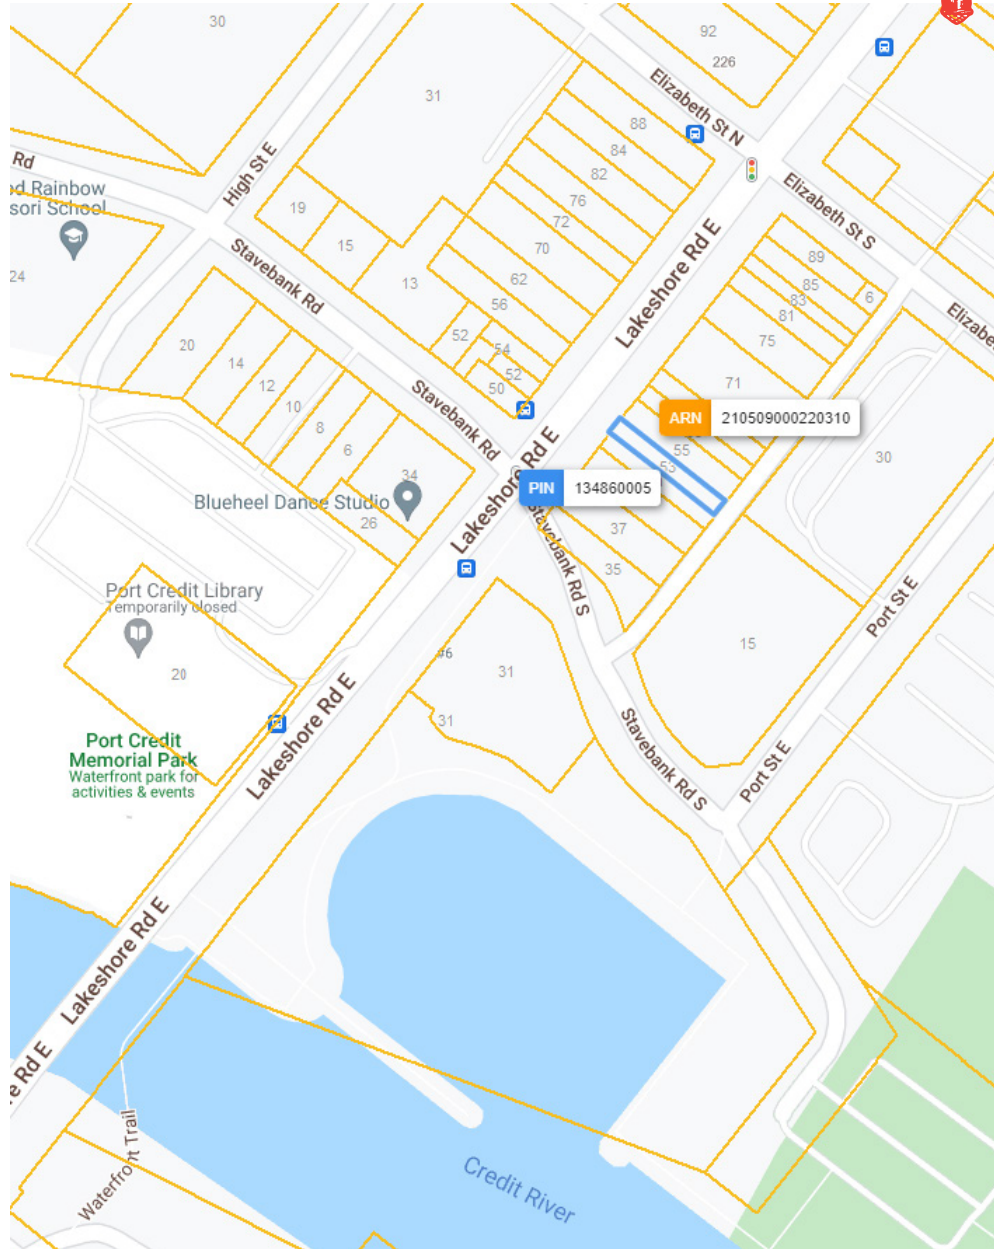 30
92
226
31
Elizabeth St N
88
84
82
76
72
70
62
56
52
54
52
50
Rd
ed Rainbow
sori School
High St E
19
15
13
24
Stavebank Rd
Elizabeth St S
89
85
83
81
6
75
71
Elizabe
Lakeshore Rd E
20
14
12
10
8
6
34
26
Stavebank Rd
Blueheel Dance Studio
ARN 210509000220310
55
53
PIN 134860005
Lakeshore Rd E
37
35
30
Stavebank Rd S
Port St E
15
Port Credit Library
Temporarily closed
20
#6
31
31
Port Credit
Memorial Park
Waterfront park for
activities & events
Lakeshore Rd E
Stavebank Rd S
Port St E
Lakeshore Rd E
e Rd E
Waterfront Trail
Credit River